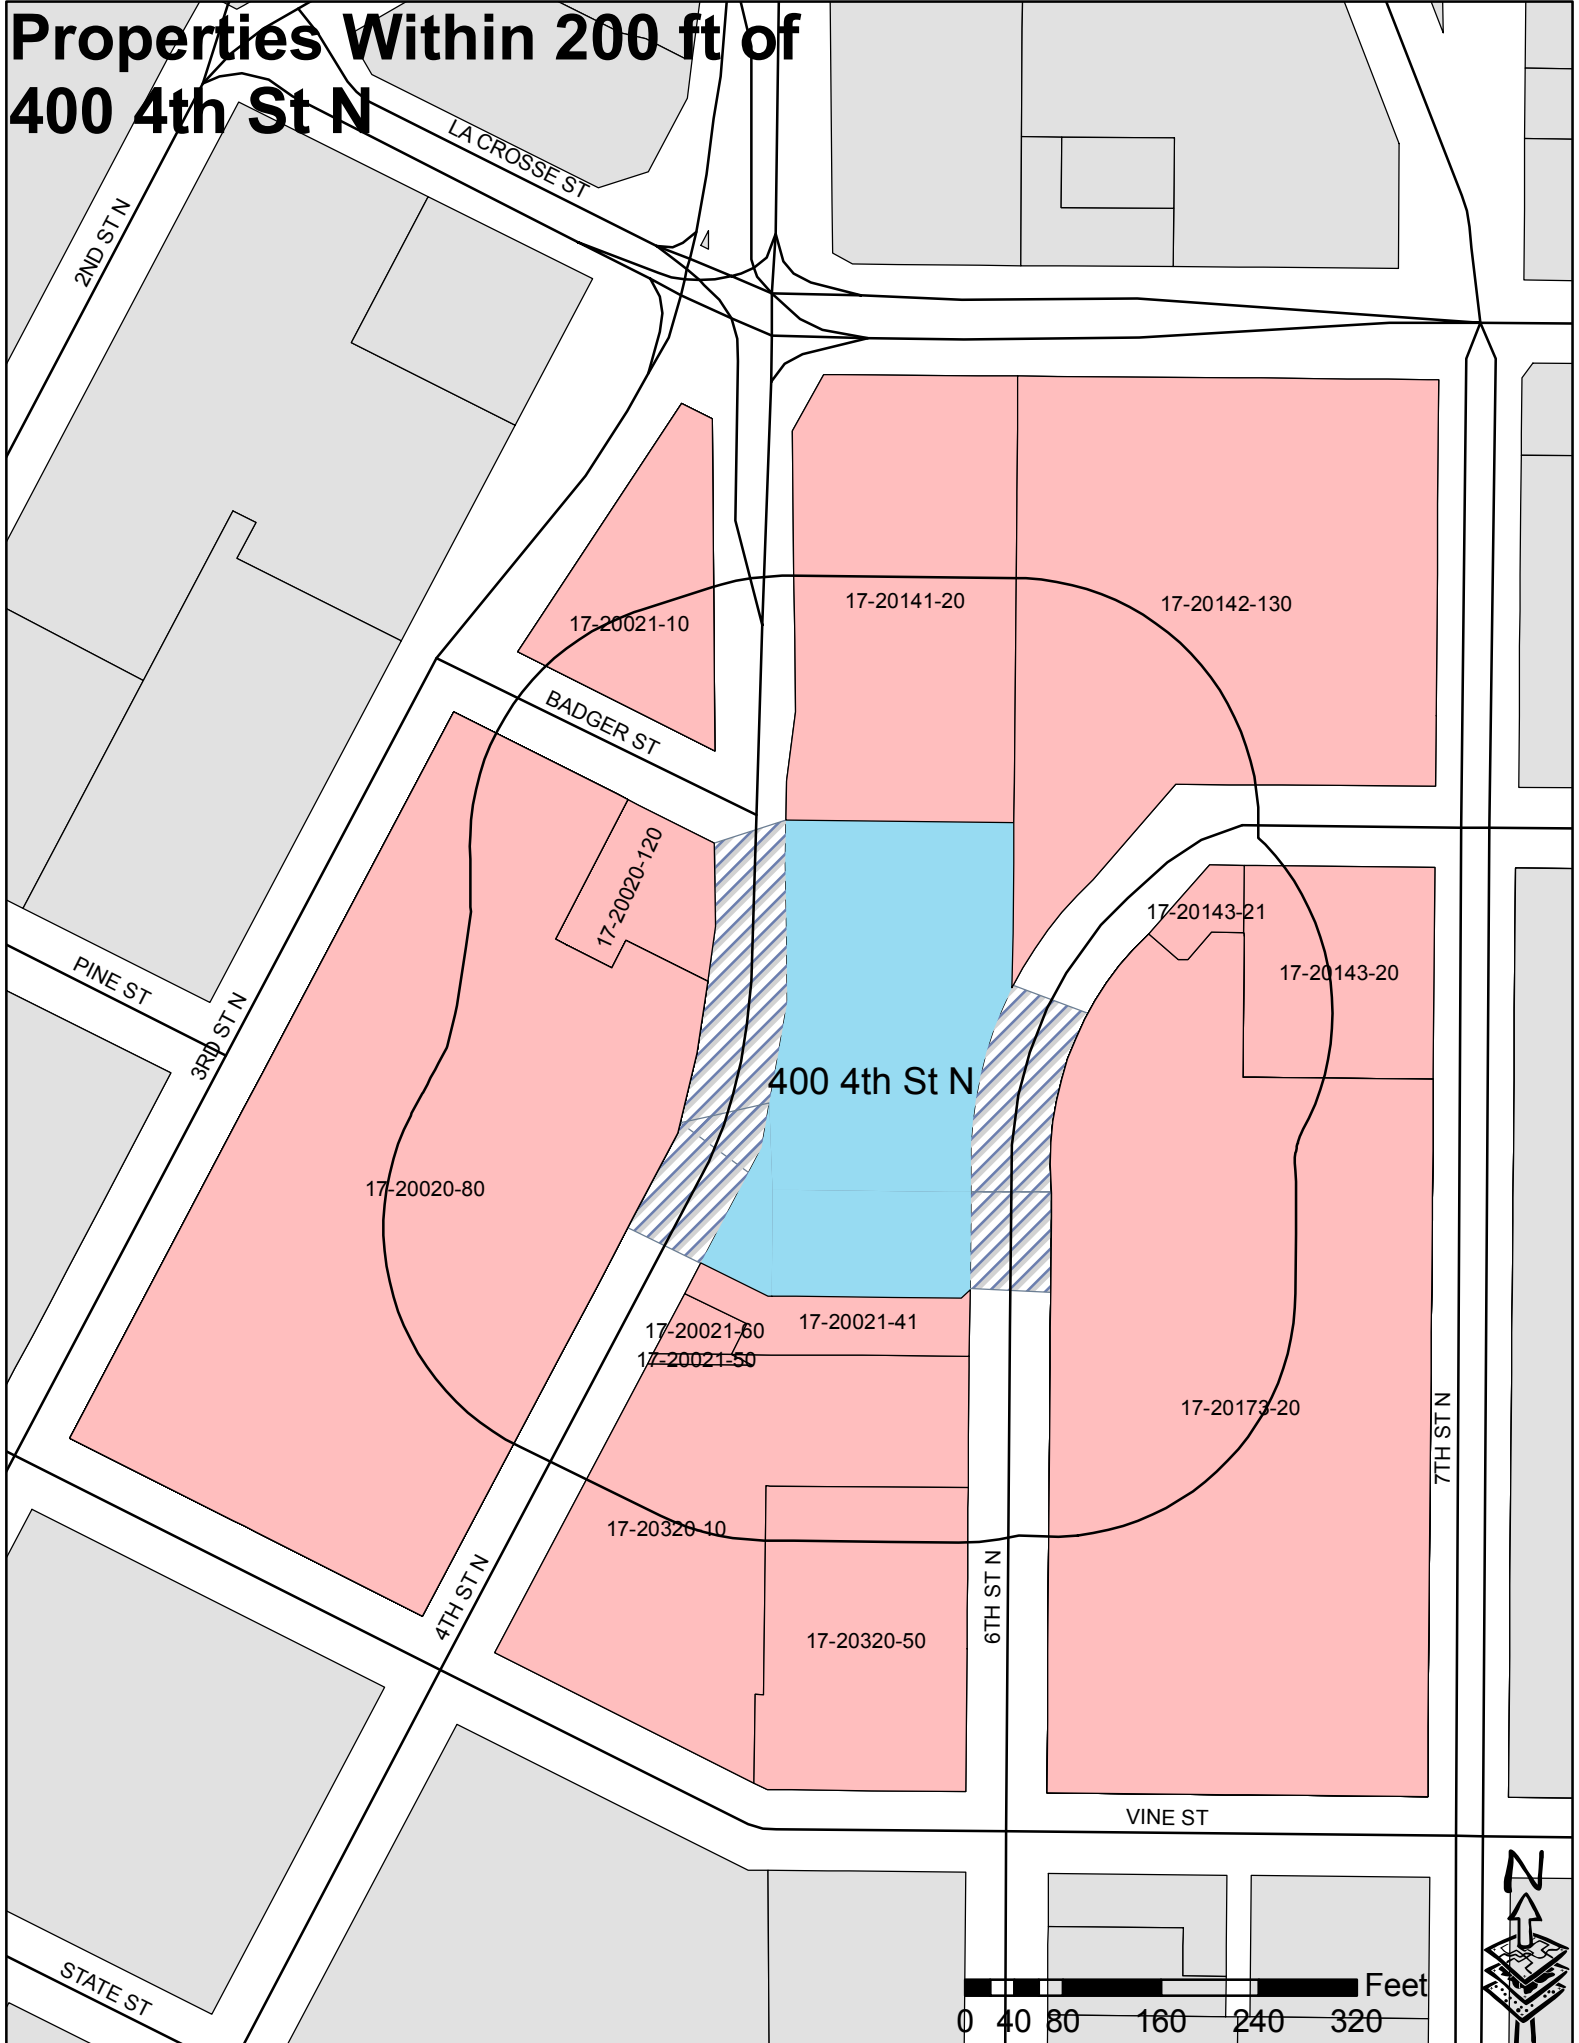 Properties Within 200 ft of
400 4th St N
LA CROSSE ST
2ND ST N
17-20141-20
17-20142-130
17-20021-10
BADGER ST
17-20020-120
17-20143-21
17-20143-20
PINE ST
3RD ST N
400 4th St N
17-20020-80
17-20021-60
17-20021-41
17-20021-50
17-20173-20
7TH ST N
17-20320-10
4TH ST N
6TH ST N
17-20320-50
VINE ST
N
STATE ST
Feet
0 40 80 160 240 320